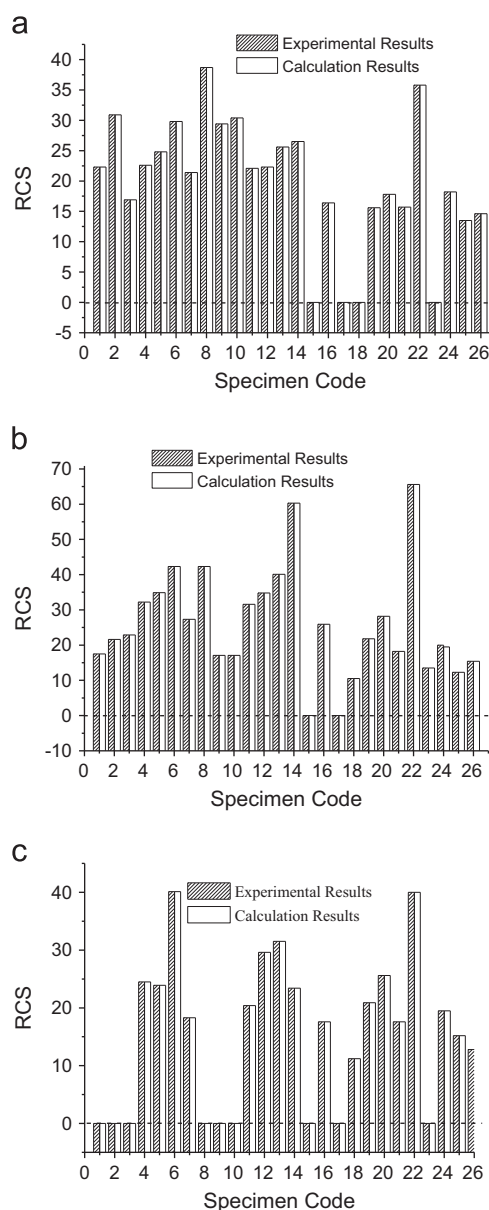 a
Experimental Results
Calculation Results
40
35
30
25
20
15
10
5
0
-5
RCS
0 2 4 6 8 10 12 14 16 18 20 22 24 26
Specimen Code
b
Experimental Results
Calculation Results
70
60
50
40
30
20
10
0
-10
RCS
0 2 4 6 8 10 12 14 16 18 20 22 24 26
Specimen Code
c
Experimental Results
Calculation Results
40
30
20
10
0
RCS
0 2 4 6 8 10 12 14 16 18 20 22 24 26
Specimen Code